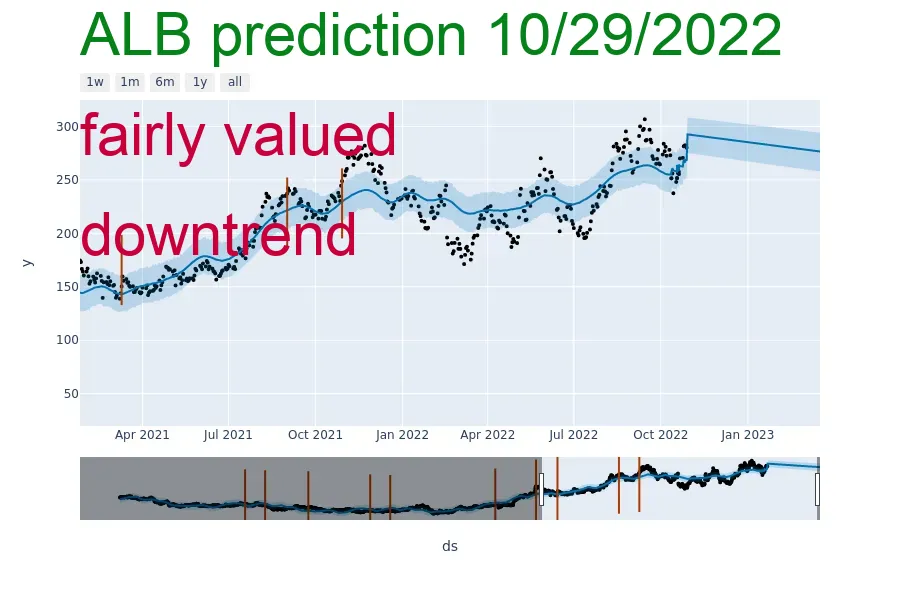 ALB prediction 10/29/2022
1w 1m 6m 1y all
fairly valued
downtrend
300
250
200
150
100
50
y
Apr 2021 Jul 2021 Oct 2021 Jan 2022 Apr 2022 Jul 2022 Oct 2022 Jan 2023
ds